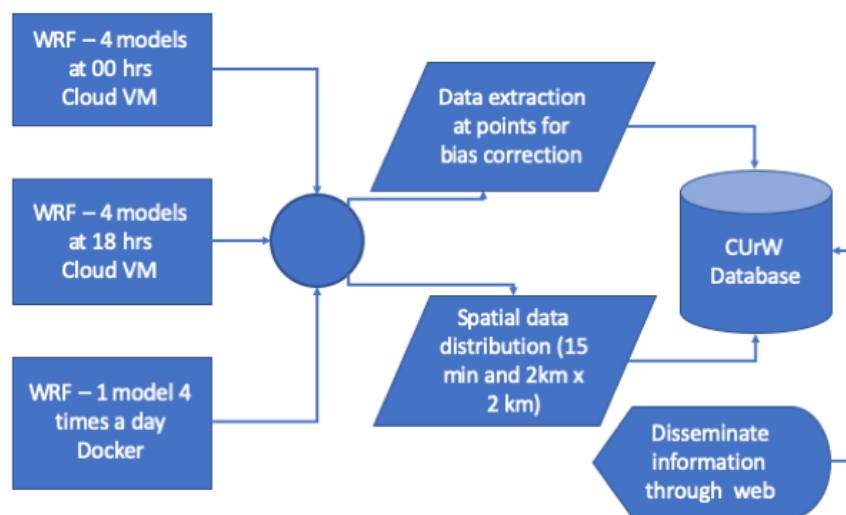 WRF – 4 models
at 00 hrs
Cloud VM
Data extraction
at points for
bias correction
WRF – 4 models
at 18 hrs
Cloud VM
CUrW
Database
Spatial data
distribution (15
min and 2km x
2 km)
WRF – 1 model 4
times a day
Docker
Disseminate
information
through web